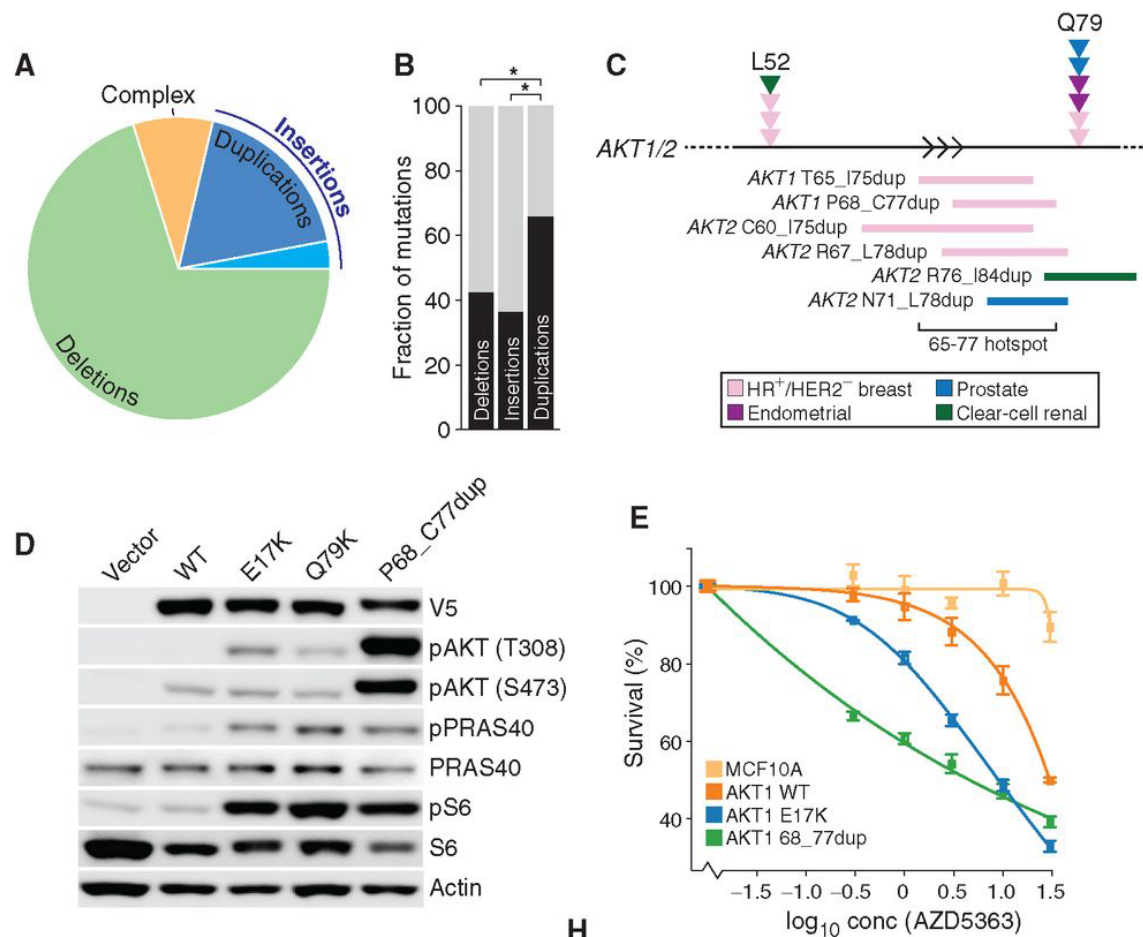 A
Complex
Insertions
Duplications
Deletions
B
* 
*
Fraction of mutations
100
80
60
40
20
0
Deletions
Insertions
Duplications
C
L52
Q79
AKT1/2
AKT1 T65_I75dup
AKT1 P68_C77dup
AKT2 C60_I75dup
AKT2 R67_L78dup
AKT2 R76_I84dup
AKT2 N71_L78dup
65-77 hotspot
HR+/HER2− breast
Prostate
Endometrial
Clear-cell renal
D
Vector
WT
E17K
Q79K
P68_C77dup
V5
pAKT (T308)
pAKT (S473)
pPRAS40
PRAS40
pS6
S6
Actin
E
Survival (%)
100
80
60
40
MCF10A
AKT1 WT
AKT1 E17K
AKT1 68_77dup
−1.5 −1.0 −0.5 0 0.5 1.0 1.5
log10 conc (AZD5363)
H